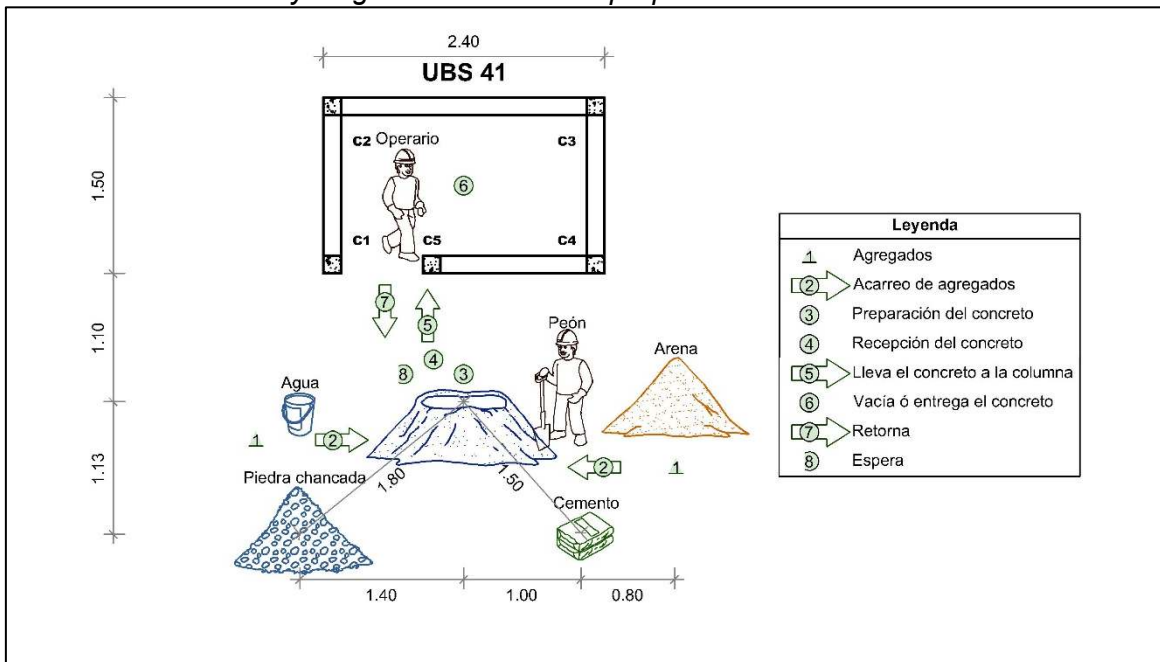 2.40
UBS 41
C2 Operario
C3
6
1.50
C1
C5
C4
7
5
1.10
Peón
4
Arena
8
3
Agua
1
2
2
1
1.13
Piedra chancada
1.80
1.50
Cemento
1.40
1.00
0.80
Leyenda
1 Agregados
2 Acarreo de agregados
3 Preparación del concreto
4 Recepción del concreto
5 Lleva el concreto a la columna
6 Vacía ó entrega el concreto
7 Retorna
8 Espera